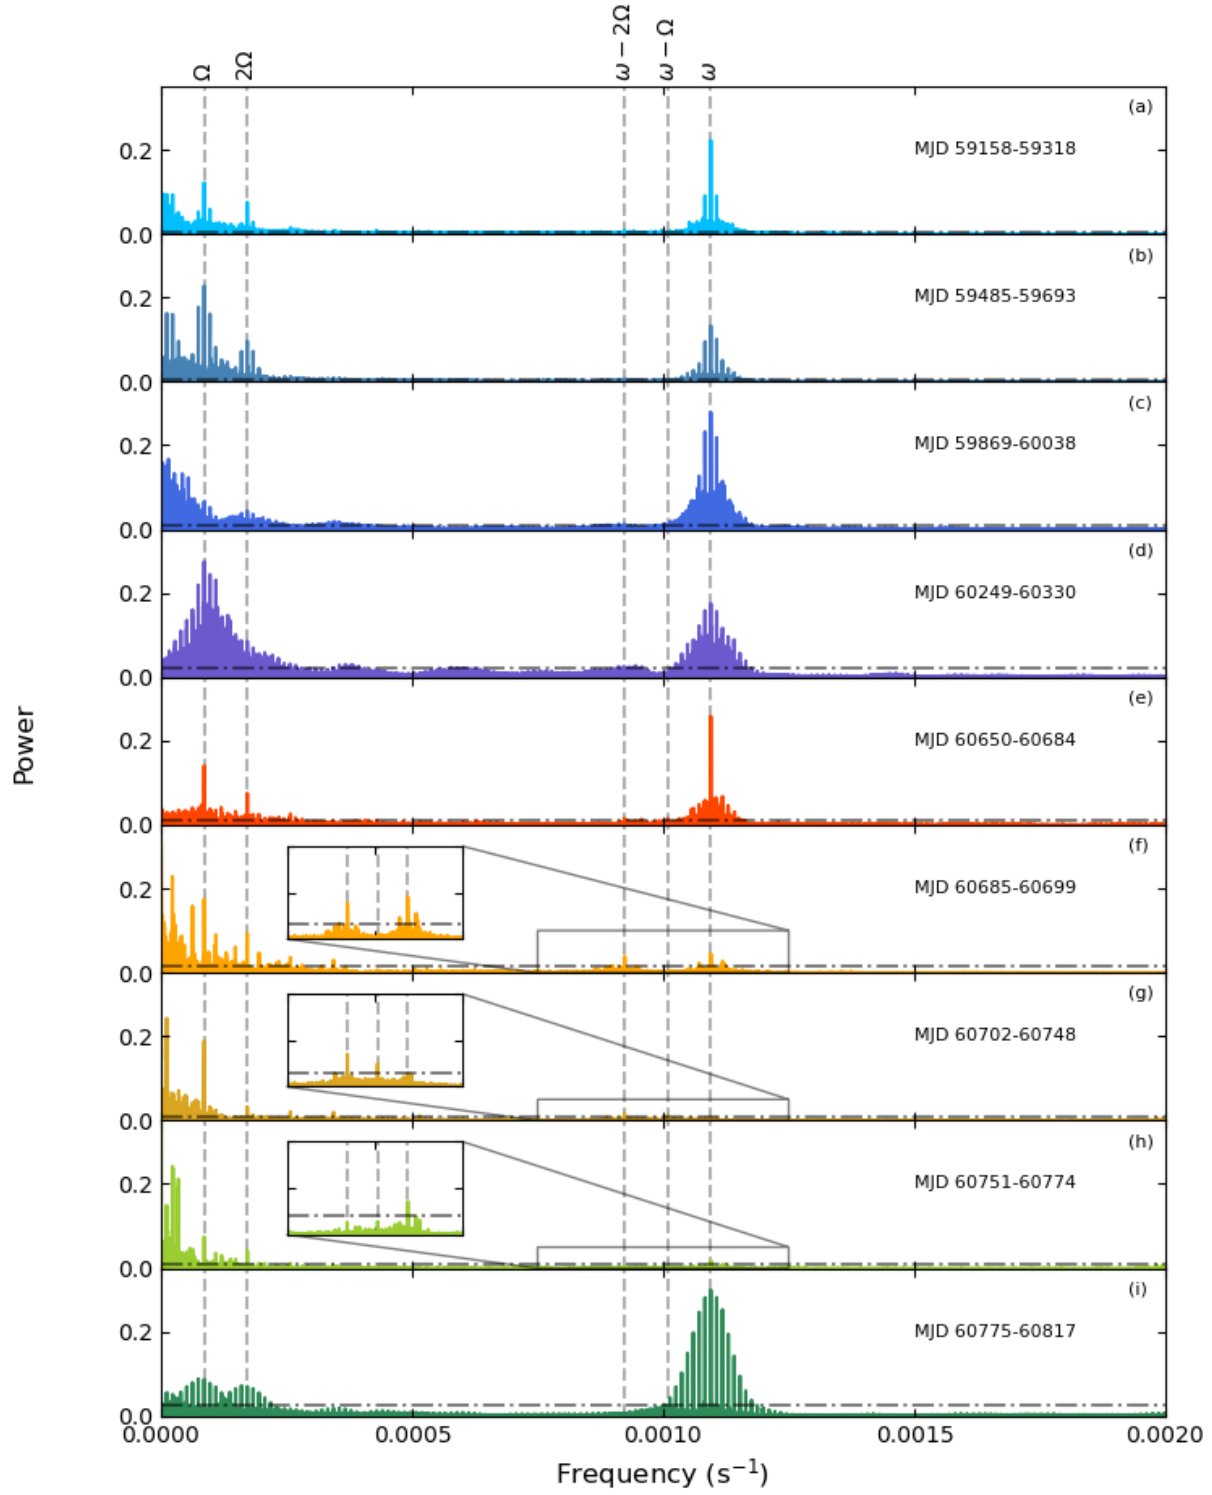 Ω
2Ω
ω − 2Ω
ω − Ω
ω
(a)
MJD 59158-59318
0.2
0.0
(b)
MJD 59485-59693
0.2
0.0
(c)
MJD 59869-60038
0.2
0.0
(d)
MJD 60249-60330
0.2
0.0
(e)
MJD 60650-60684
0.2
0.0
(f)
MJD 60685-60699
0.2
0.0
(g)
MJD 60702-60748
0.2
0.0
(h)
MJD 60751-60774
0.2
0.0
(i)
MJD 60775-60817
0.2
0.0
Power
0.0000 0.0005 0.0010 0.0015 0.0020
Frequency (s⁻¹)